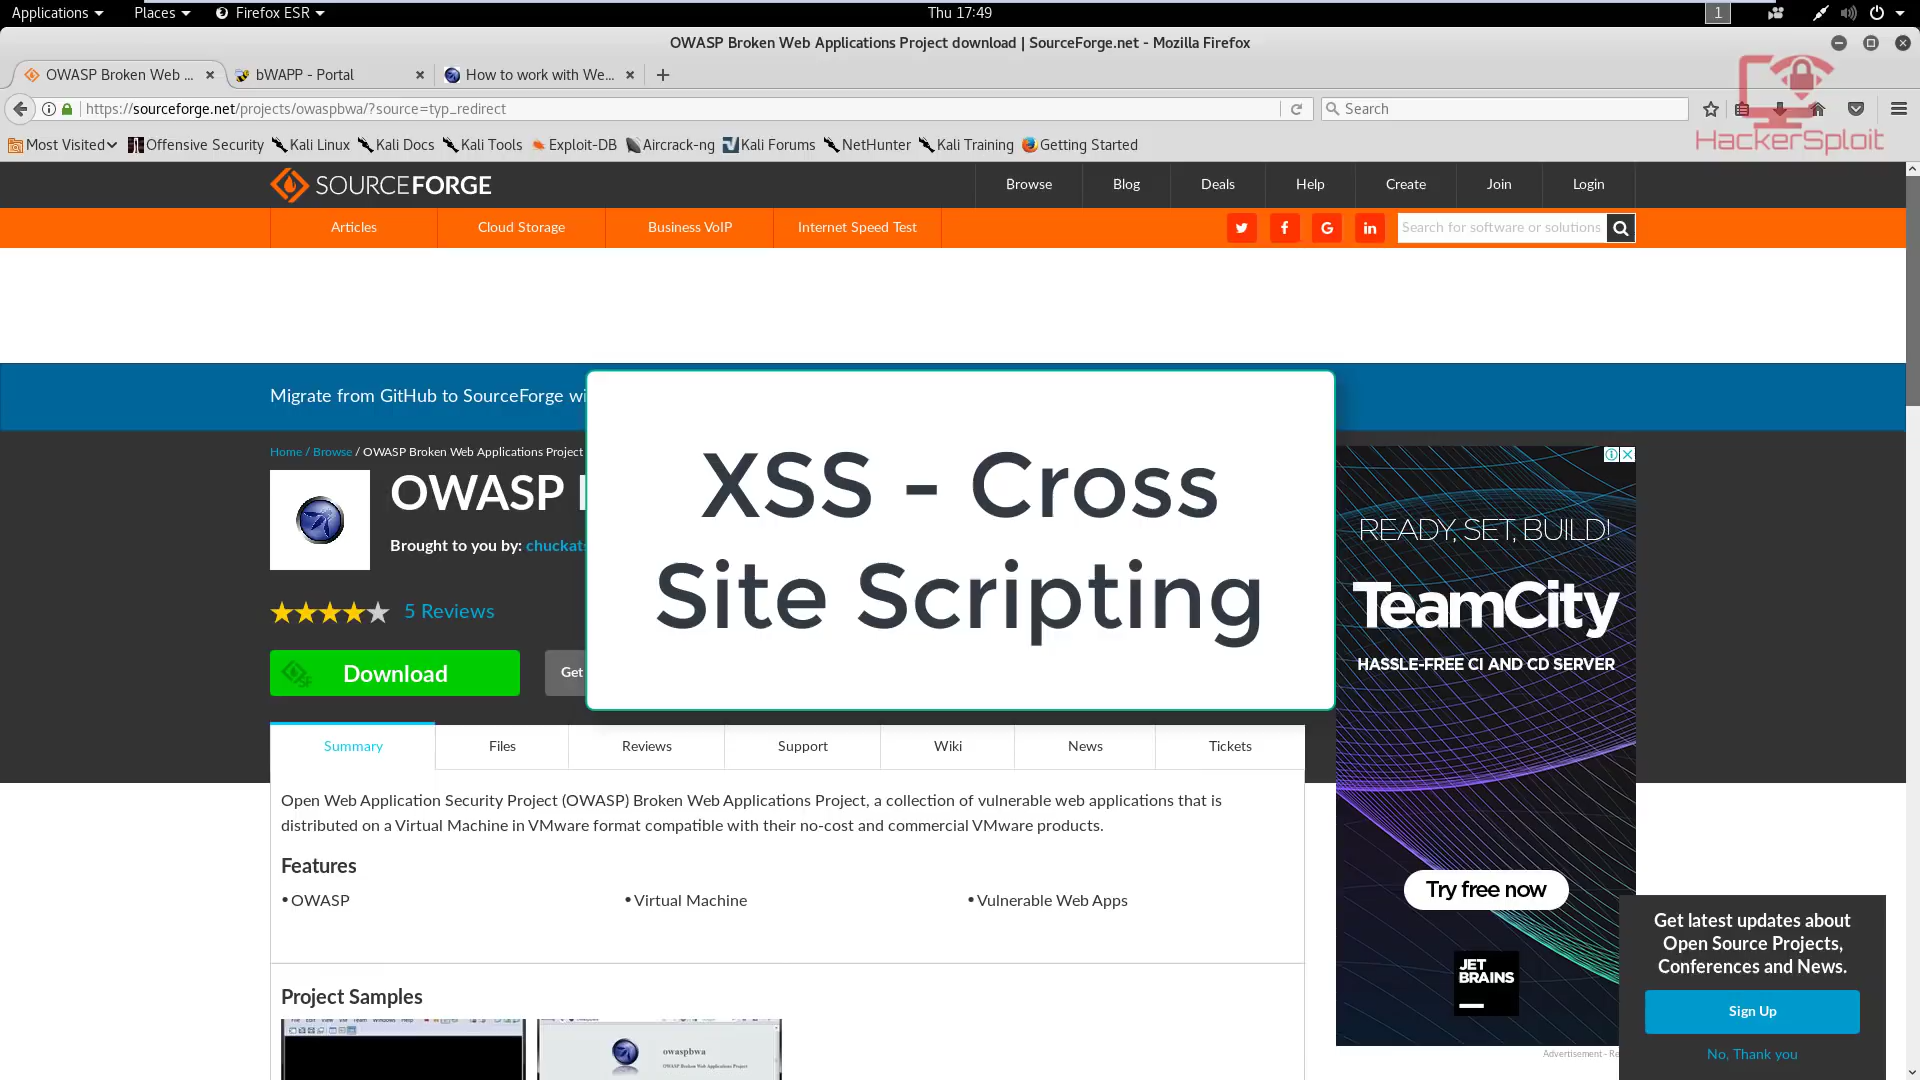 Applications Places Firefox ESR Thu 17:49 1
OWASP Broken Web Applications Project download | SourceForge.net - Mozilla Firefox
OWASP Broken Web ... bWAPP - Portal How to work with We...
https://sourceforge.net/projects/owaspbwa/?source=typ_redirect Search
HackerSploit
Most Visited Offensive Security Kali Linux Kali Docs Kali Tools Exploit-DB Aircrack-ng Kali Forums NetHunter Kali Training Getting Started
SOURCEFORGE Browse Blog Deals Help Create Join Login
Articles Cloud Storage Business VoIP Internet Speed Test Search for software or solutions
Migrate from GitHub to SourceForge wi
Home / Browse / OWASP Broken Web Applications Project
OWASP
Brought to you by: chuckat
XSS - Cross
Site Scripting
5 Reviews
Download Get
READY, SET, BUILD!
TeamCity
HASSLE-FREE CI AND CD SERVER
Try free now
JET
BRAINS
Summary Files Reviews Support Wiki News Tickets
Open Web Application Security Project (OWASP) Broken Web Applications Project, a collection of vulnerable web applications that is
distributed on a Virtual Machine in VMware format compatible with their no-cost and commercial VMware products.
Features
• OWASP • Virtual Machine • Vulnerable Web Apps
Project Samples
owaspbwa
OWASP Broken Web Applications Project
Get latest updates about
Open Source Projects,
Conferences and News.
Sign Up
No, Thank you
Advertisement - Re